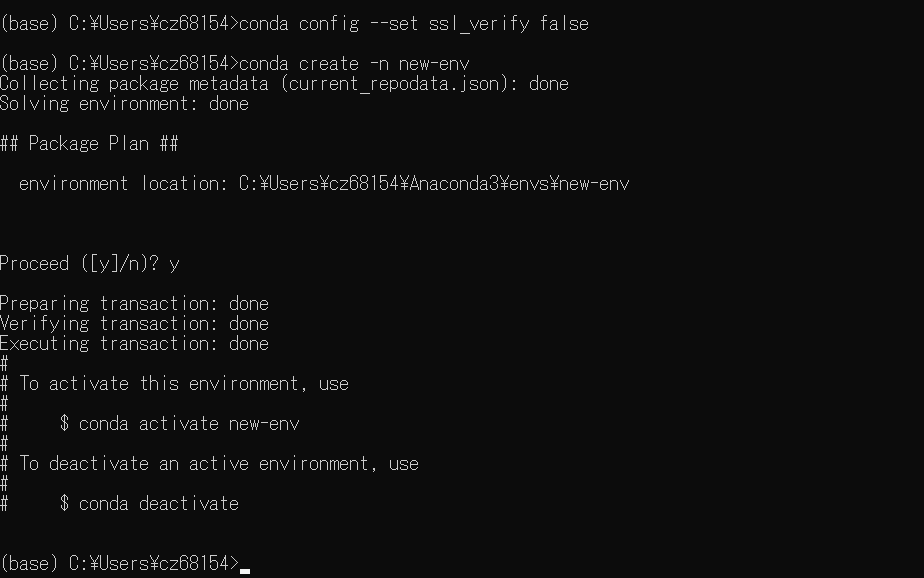 (base) C:¥Users¥cz68154>conda config --set ssl_verify false
(base) C:¥Users¥cz68154>conda create -n new-env
Collecting package metadata (current_repodata.json): done
Solving environment: done
## Package Plan ##
environment location: C:¥Users¥cz68154¥Anaconda3¥envs¥new-env
Proceed ([y]/n)? y
Preparing transaction: done
Verifying transaction: done
Executing transaction: done
#
# To activate this environment, use
#
#     $ conda activate new-env
#
# To deactivate an active environment, use
#
#     $ conda deactivate
(base) C:¥Users¥cz68154>